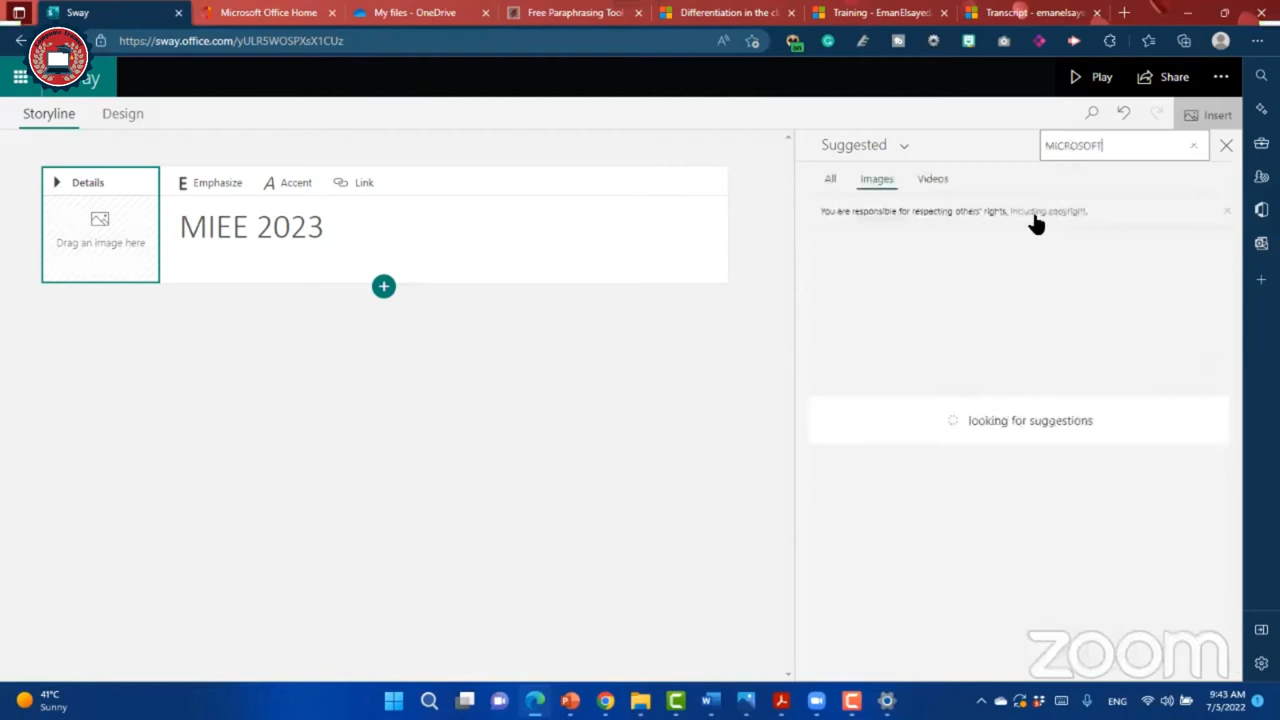 Sway
Microsoft Office Home
My files - OneDrive
Free Paraphrasing Tool
Differentiation in the cl
Training - EmanElsayed
Transcript - emanelsaye
https://sway.office.com/yULR5WOSPXsX1CUz
Play
Share
Storyline
Design
Insert
Suggested
MICROSOFT
Details
Emphasize
Accent
Link
All
Images
Videos
You are responsible for respecting others' rights, including copyright.
MIEE 2023
Drag an image here
looking for suggestions
zoom
41°C
Sunny
ENG
9:43 AM
7/5/2022